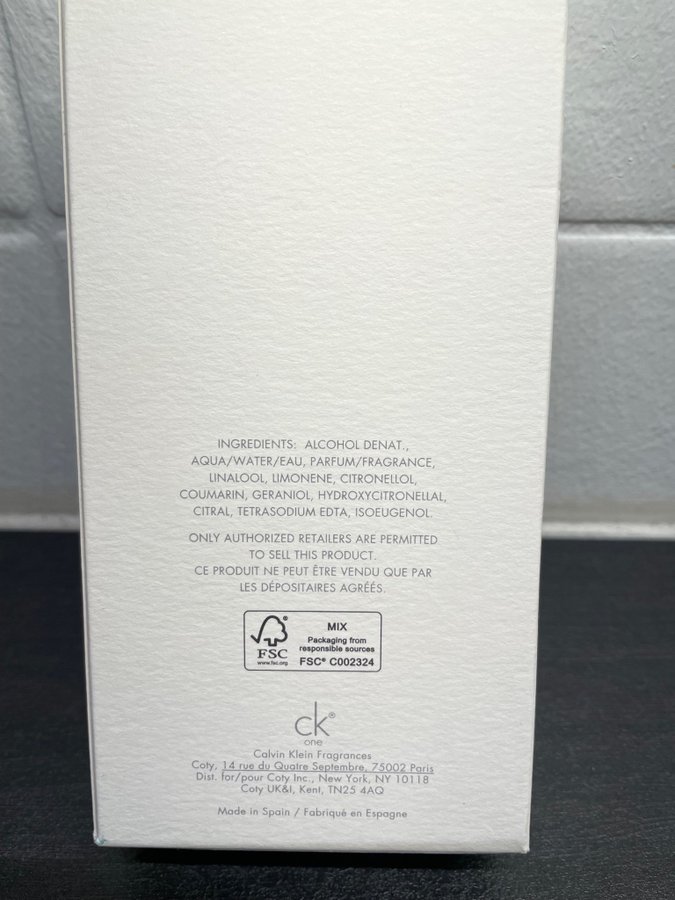 INGREDIENTS: ALCOHOL DENAT.,
AQUA/WATER/EAU, PARFUM/FRAGRANCE,
LINALOOL, LIMONENE, CITRONELLOL,
COUMARIN, GERANIOL, HYDROXYCITRONELLAL,
CITRAL, TETRASODIUM EDTA, ISOEUGENOL.
ONLY AUTHORIZED RETAILERS ARE PERMITTED
TO SELL THIS PRODUCT.
CE PRODUIT NE PEUT ÊTRE VENDU QUE PAR
LES DÉPOSITAIRES AGRÉÉS.
FSC®
www.fsc.org
MIX
Packaging from
responsible sources
FSC® C002324
ck®
one
Calvin Klein Fragrances
Coty, 14 rue du Quatre Septembre, 75002 Paris
Dist. for/pour Coty Inc., New York, NY 10118
Coty UK&I, Kent, TN25 4AQ
Made in Spain / Fabriqué en Espagne